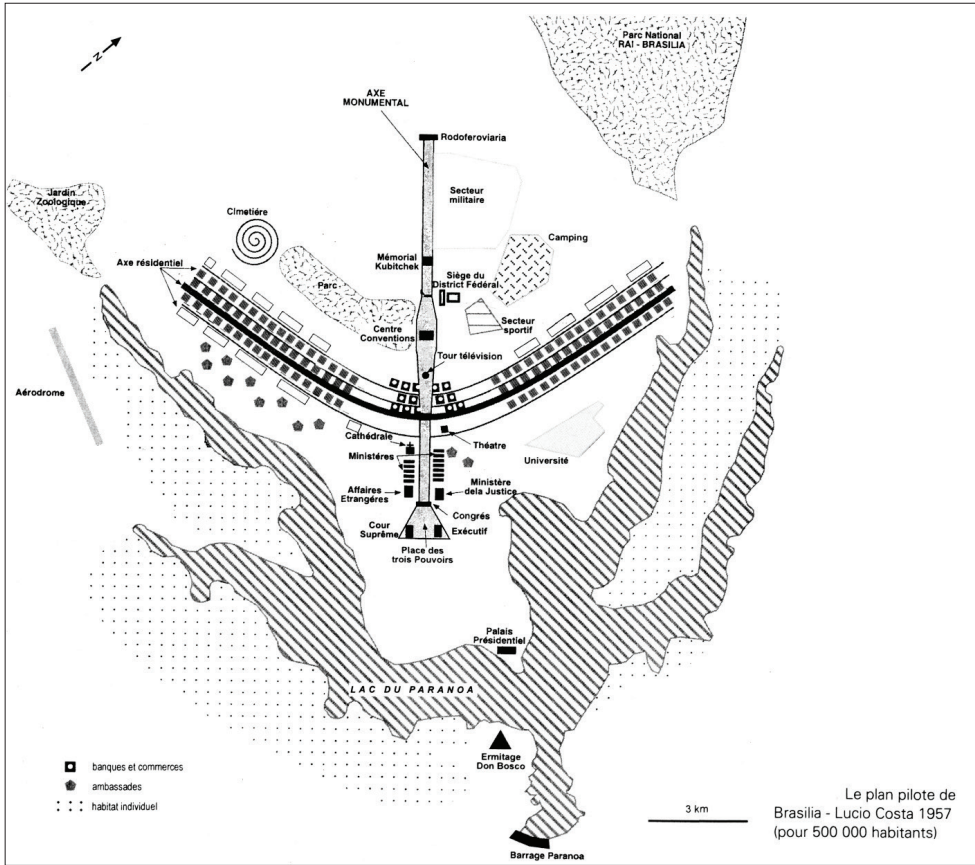 Parc National
RAI - BRASILIA
N
AXE
MONUMENTAL
Rodoferoviaria
Secteur
militaire
Jardin
Zoologique
CImetiére
Camping
Axe résidentiel
Mémorial
Kubitchek
Siège du
District Fédéral
Parc
Secteur
sportif
Centre
Conventions
Tour télévision
Aérodrome
Cathédrale
Théatre
Ministéres
Université
Affaires
Etrangéres
Ministère
dela Justice
Congrés
Cour
Suprême
Exécutif
Place des
trois Pouvoirs
Palais
Présidentiel
LAC DU PARANOA
Ermitage
Don Bosco
banques et commerces
ambassades
habitat individuel
3 km
Le plan pilote de
Brasilia - Lucio Costa 1957
(pour 500 000 habitants)
Barrage Paranoa